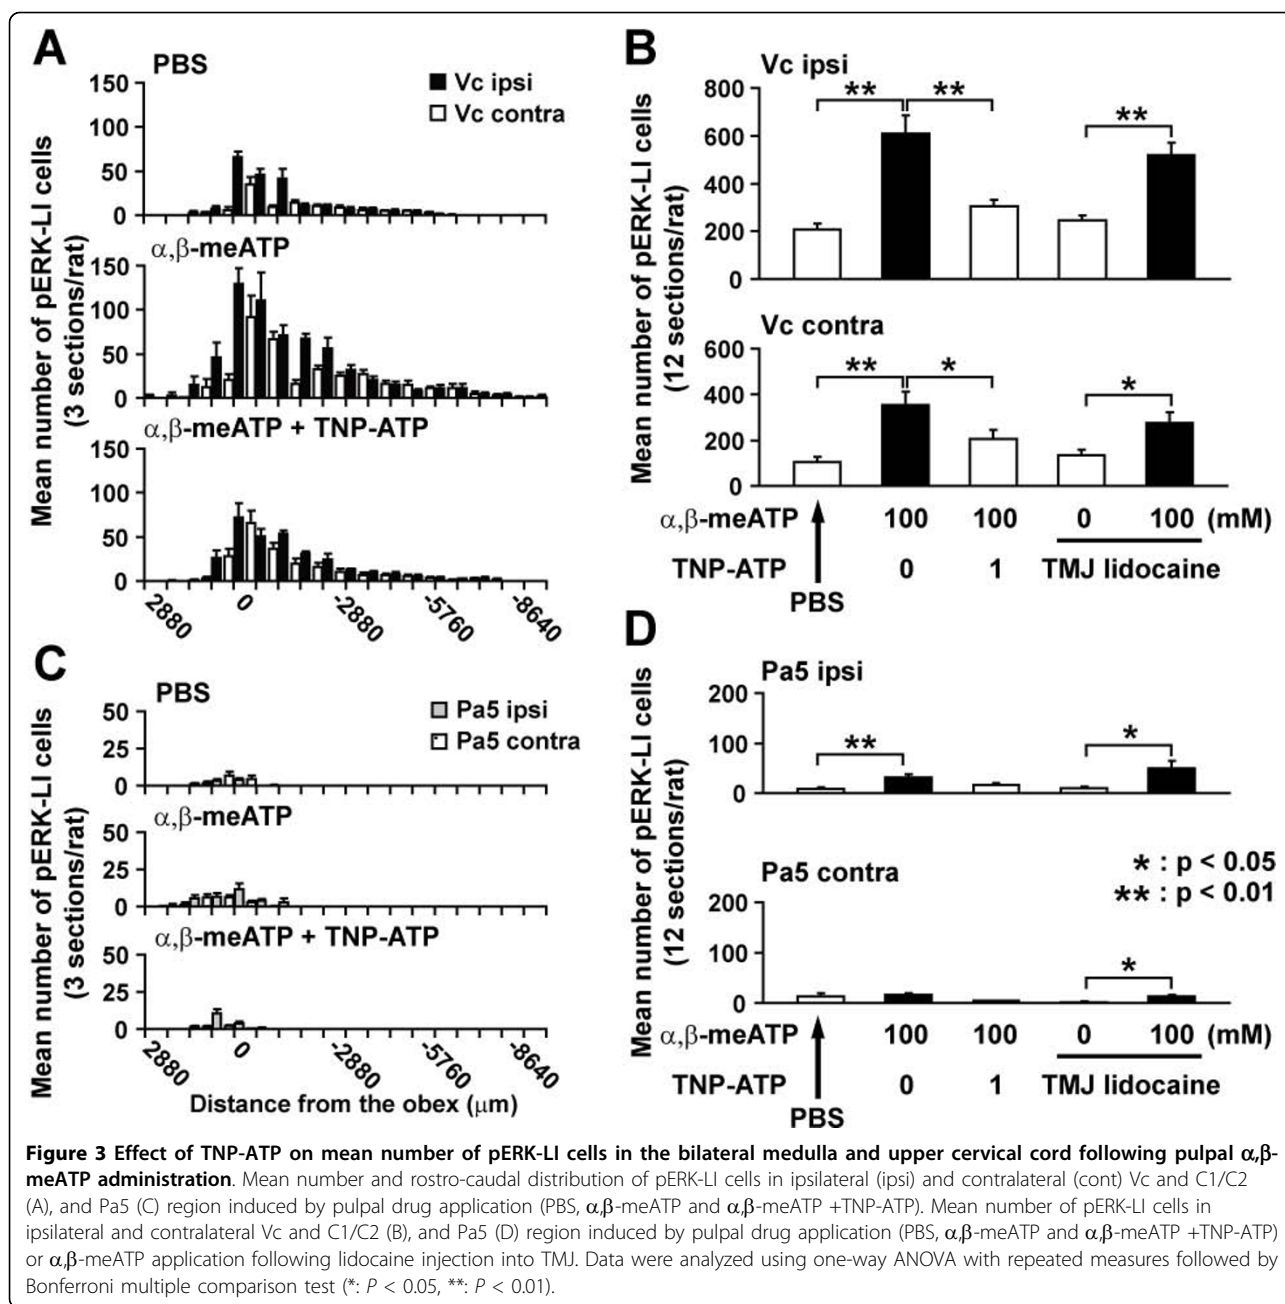 A
PBS
Vc ipsi
Vc contra
150
100
50
0
α,β-meATP
150
100
50
0
α,β-meATP + TNP-ATP
150
100
50
0
2880 0 -2880 -5760 -8640
Mean number of pERK-LI cells
(3 sections/rat)
B
Vc ipsi
800
600
400
200
0
** ** **
Vc contra
600
400
200
0
** * *
Mean number of pERK-LI cells
(12 sections/rat)
α,β-meATP 100 100 0 100 (mM)
TNP-ATP 0 1 TMJ lidocaine
PBS
C
PBS
Pa5 ipsi
Pa5 contra
50
25
0
α,β-meATP
50
25
0
α,β-meATP + TNP-ATP
50
25
0
2880 0 -2880 -5760 -8640
Distance from the obex (μm)
Mean number of pERK-LI cells
(3 sections/rat)
D
Pa5 ipsi
200
100
0
** *
* : p < 0.05
** : p < 0.01
Pa5 contra
200
100
0
*
Mean number of pERK-LI cells
(12 sections/rat)
α,β-meATP 100 100 0 100 (mM)
TNP-ATP 0 1 TMJ lidocaine
PBS
Figure 3 Effect of TNP-ATP on mean number of pERK-LI cells in the bilateral medulla and upper cervical cord following pulpal α,β-
meATP administration. Mean number and rostro-caudal distribution of pERK-LI cells in ipsilateral (ipsi) and contralateral (cont) Vc and C1/C2
(A), and Pa5 (C) region induced by pulpal drug application (PBS, α,β-meATP and α,β-meATP +TNP-ATP). Mean number of pERK-LI cells in
ipsilateral and contralateral Vc and C1/C2 (B), and Pa5 (D) region induced by pulpal drug application (PBS, α,β-meATP and α,β-meATP +TNP-ATP)
or α,β-meATP application following lidocaine injection into TMJ. Data were analyzed using one-way ANOVA with repeated measures followed by
Bonferroni multiple comparison test (*: P < 0.05, **: P < 0.01).